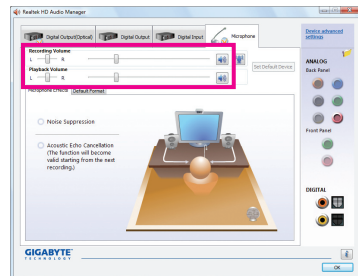 Realtek HD Audio Manager
Digital Output(Optical)
Digital Output
Digital Input
Microphone
Device advanced
settings
Recording Volume
L
R
Set Default Device
Playback Volume
L
R
Microphone Effects
Default Format
Noise Suppression
Acoustic Echo Cancellation
(The function will become
valid starting from the next
recording.)
ANALOG
Back Panel
Front Panel
DIGITAL
GIGABYTE
TECHNOLOGY
i
OK